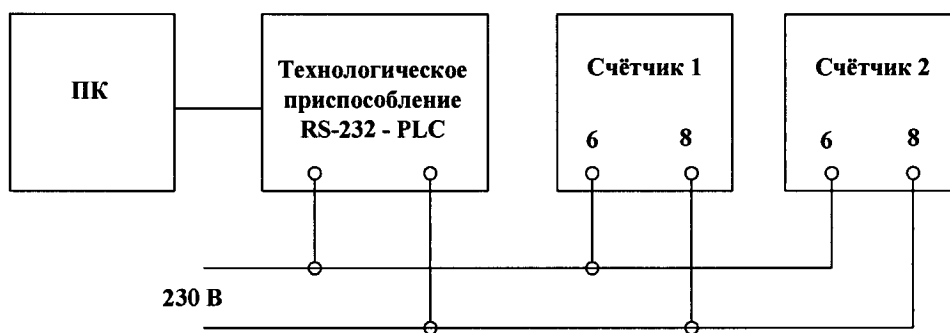 ПК
Технологическое
приспособление
RS-232 - PLC
Счётчик 1
6 8
Счётчик 2
6 8
230 В